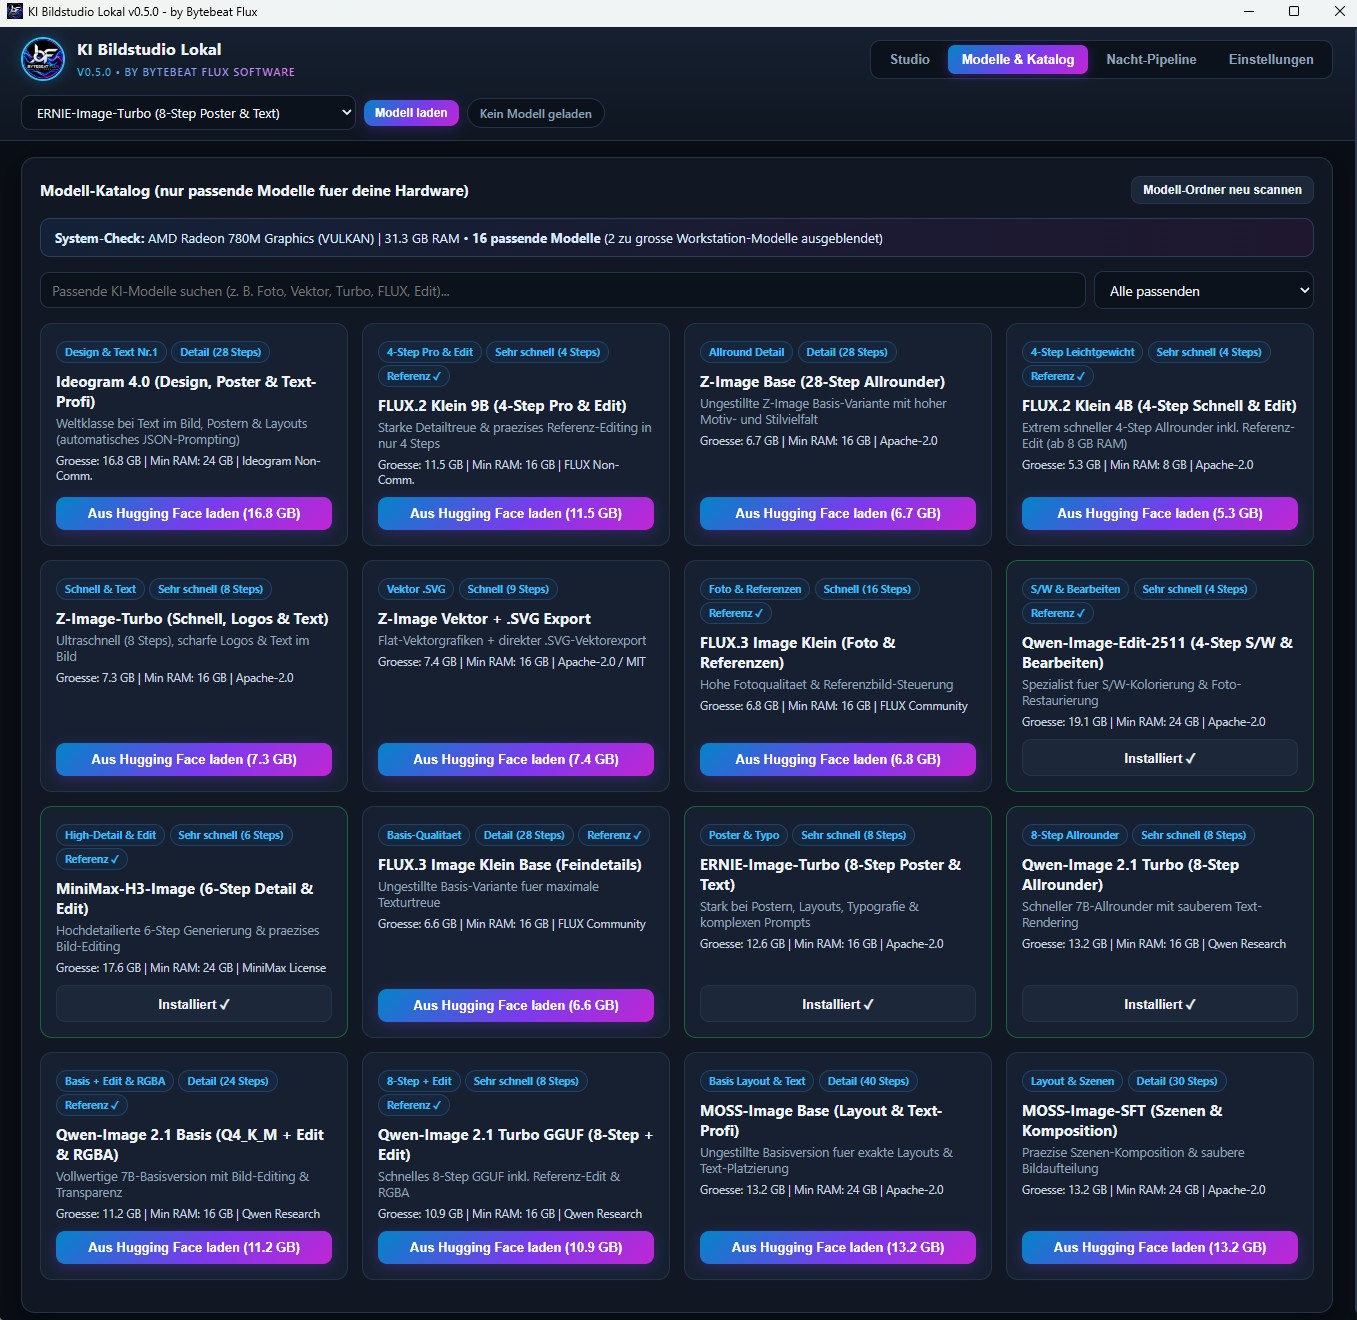 KI Bildstudio Lokal v0.5.0 - by Bytebeat Flux
KI Bildstudio Lokal
V0.5.0 • BY BYTEBEAT FLUX SOFTWARE
Studio
Modelle & Katalog
Nacht-Pipeline
Einstellungen
ERNIE-Image-Turbo (8-Step Poster & Text)
Modell laden
Kein Modell geladen
Modell-Katalog (nur passende Modelle fuer deine Hardware)
Modell-Ordner neu scannen
System-Check: AMD Radeon 780M Graphics (VULKAN) | 31.3 GB RAM • 16 passende Modelle (2 zu grosse Workstation-Modelle ausgeblendet)
Passende KI-Modelle suchen (z. B. Foto, Vektor, Turbo, FLUX, Edit)...
Alle passenden
Design & Text Nr.1
Detail (28 Steps)
Ideogram 4.0 (Design, Poster & Text-
Profi)
Weltklasse bei Text im Bild, Postern & Layouts
(automatisches JSON-Prompting)
Groesse: 16.8 GB | Min RAM: 24 GB | Ideogram Non-
Comm.
Aus Hugging Face laden (16.8 GB)
4-Step Pro & Edit
Sehr schnell (4 Steps)
Referenz ✓
FLUX.2 Klein 9B (4-Step Pro & Edit)
Starke Detailtreue & praezises Referenz-Editing in
nur 4 Steps
Groesse: 11.5 GB | Min RAM: 16 GB | FLUX Non-
Comm.
Aus Hugging Face laden (11.5 GB)
Allround Detail
Detail (28 Steps)
Z-Image Base (28-Step Allrounder)
Ungestillte Z-Image Basis-Variante mit hoher
Motiv- und Stilvielfalt
Groesse: 6.7 GB | Min RAM: 16 GB | Apache-2.0
Aus Hugging Face laden (6.7 GB)
4-Step Leichtgewicht
Sehr schnell (4 Steps)
Referenz ✓
FLUX.2 Klein 4B (4-Step Schnell & Edit)
Extrem schneller 4-Step Allrounder inkl. Referenz-
Edit (ab 8 GB RAM)
Groesse: 5.3 GB | Min RAM: 8 GB | Apache-2.0
Aus Hugging Face laden (5.3 GB)
Schnell & Text
Sehr schnell (8 Steps)
Z-Image-Turbo (Schnell, Logos & Text)
Ultraschnell (8 Steps), scharfe Logos & Text im
Bild
Groesse: 7.3 GB | Min RAM: 16 GB | Apache-2.0
Aus Hugging Face laden (7.3 GB)
Vektor .SVG
Schnell (9 Steps)
Z-Image Vektor + .SVG Export
Flat-Vektorgrafiken + direkter .SVG-Vektorexport
Groesse: 7.4 GB | Min RAM: 16 GB | Apache-2.0 / MIT
Aus Hugging Face laden (7.4 GB)
Foto & Referenzen
Schnell (16 Steps)
Referenz ✓
FLUX.3 Image Klein (Foto &
Referenzen)
Hohe Fotoqualitaet & Referenzbild-Steuerung
Groesse: 6.8 GB | Min RAM: 16 GB | FLUX Community
Aus Hugging Face laden (6.8 GB)
S/W & Bearbeiten
Sehr schnell (4 Steps)
Referenz ✓
Qwen-Image-Edit-2511 (4-Step S/W &
Bearbeiten)
Spezialist fuer S/W-Kolorierung & Foto-
Restaurierung
Groesse: 19.1 GB | Min RAM: 24 GB | Apache-2.0
Installiert ✓
High-Detail & Edit
Sehr schnell (6 Steps)
Referenz ✓
MiniMax-H3-Image (6-Step Detail &
Edit)
Hochdetailierte 6-Step Generierung & praezises
Bild-Editing
Groesse: 17.6 GB | Min RAM: 24 GB | MiniMax License
Installiert ✓
Basis-Qualitaet
Detail (28 Steps)
Referenz ✓
FLUX.3 Image Klein Base (Feindetails)
Ungestillte Basis-Variante fuer maximale
Texturtreue
Groesse: 6.6 GB | Min RAM: 16 GB | FLUX Community
Aus Hugging Face laden (6.6 GB)
Poster & Typo
Sehr schnell (8 Steps)
ERNIE-Image-Turbo (8-Step Poster &
Text)
Stark bei Postern, Layouts, Typografie &
komplexen Prompts
Groesse: 12.6 GB | Min RAM: 16 GB | Apache-2.0
Installiert ✓
8-Step Allrounder
Sehr schnell (8 Steps)
Qwen-Image 2.1 Turbo (8-Step
Allrounder)
Schneller 7B-Allrounder mit sauberem Text-
Rendering
Groesse: 13.2 GB | Min RAM: 16 GB | Qwen Research
Installiert ✓
Basis + Edit & RGBA
Detail (24 Steps)
Referenz ✓
Qwen-Image 2.1 Basis (Q4_K_M + Edit
& RGBA)
Vollwertige 7B-Basisversion mit Bild-Editing &
Transparenz
Groesse: 11.2 GB | Min RAM: 16 GB | Qwen Research
Aus Hugging Face laden (11.2 GB)
8-Step + Edit
Sehr schnell (8 Steps)
Referenz ✓
Qwen-Image 2.1 Turbo GGUF (8-Step +
Edit)
Schnelles 8-Step GGUF inkl. Referenz-Edit &
RGBA
Groesse: 10.9 GB | Min RAM: 16 GB | Qwen Research
Aus Hugging Face laden (10.9 GB)
Basis Layout & Text
Detail (40 Steps)
MOSS-Image Base (Layout & Text-
Profi)
Ungestillte Basisversion fuer exakte Layouts &
Text-Platzierung
Groesse: 13.2 GB | Min RAM: 24 GB | Apache-2.0
Aus Hugging Face laden (13.2 GB)
Layout & Szenen
Detail (30 Steps)
MOSS-Image-SFT (Szenen &
Komposition)
Praezise Szenen-Komposition & saubere
Bildaufteilung
Groesse: 13.2 GB | Min RAM: 24 GB | Apache-2.0
Aus Hugging Face laden (13.2 GB)